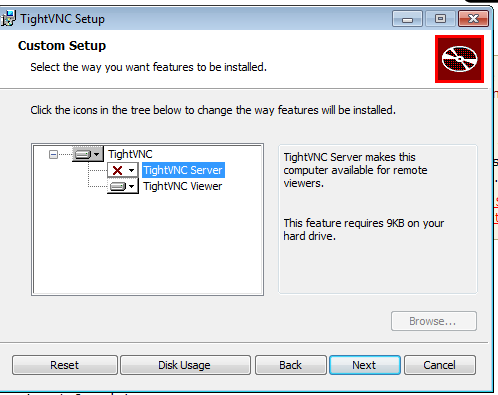 TightVNC Setup
Custom Setup
Select the way you want features to be installed.
Click the icons in the tree below to change the way features will be installed.
TightVNC
TightVNC Server
TightVNC Viewer
TightVNC Server makes this
computer available for remote
viewers.
This feature requires 9KB on your
hard drive.
Browse...
Reset
Disk Usage
Back
Next
Cancel